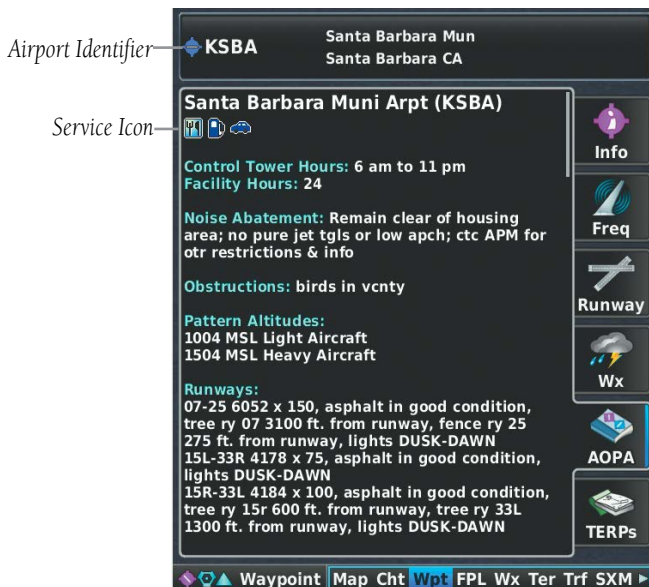 Airport Identifier
KSBA
Santa Barbara Mun
Santa Barbara CA
Service Icon
Santa Barbara Muni Arpt (KSBA)
Control Tower Hours: 6 am to 11 pm
Facility Hours: 24
Noise Abatement: Remain clear of housing
area; no pure jet tgls or low apch; ctc APM for
otr restrictions & info
Obstructions: birds in vcnty
Pattern Altitudes:
1004 MSL Light Aircraft
1504 MSL Heavy Aircraft
Runways:
07-25 6052 x 150, asphalt in good condition,
tree ry 07 3100 ft. from runway, fence ry 25
275 ft. from runway, lights DUSK-DAWN
15L-33R 4178 x 75, asphalt in good condition,
lights DUSK-DAWN
15R-33L 4184 x 100, asphalt in good condition,
tree ry 15r 600 ft. from runway, tree ry 33L
1300 ft. from runway, lights DUSK-DAWN
Info
Freq
Runway
Wx
AOPA
TERPs
Waypoint
Map Cht Wpt FPL Wx Ter Trf SXM